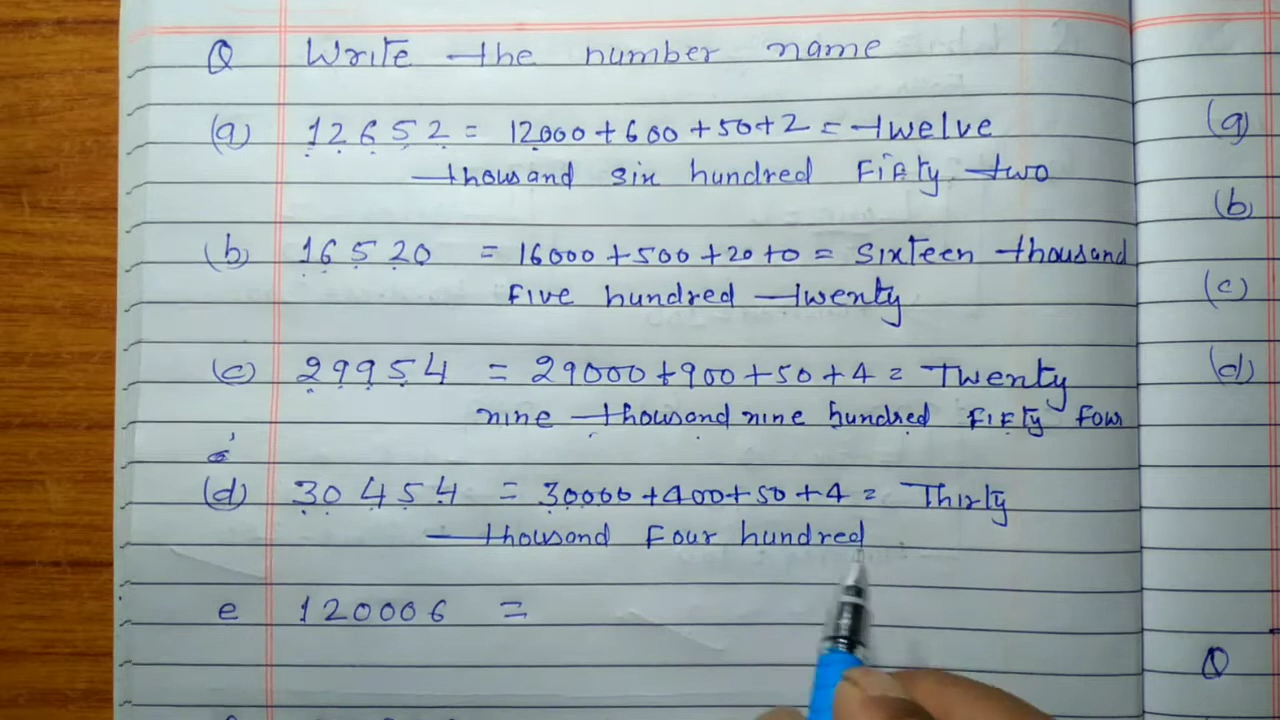 Q Write the number name
(a) 12652 = 12000+600+50+2 = twelve
thousand six hundred Fifty two
(b) 16520 = 16000+500+20+0 = sixteen thousand
Five hundred twenty
(c) 29954 = 29000+900+50+4 = Twenty
nine thousand nine hundred FiFty Four
(d) 30454 = 30000+400+50+4 = Thirty
thousand Four hundred
e 120006 =
(a)
(b)
(c)
(d)
Q